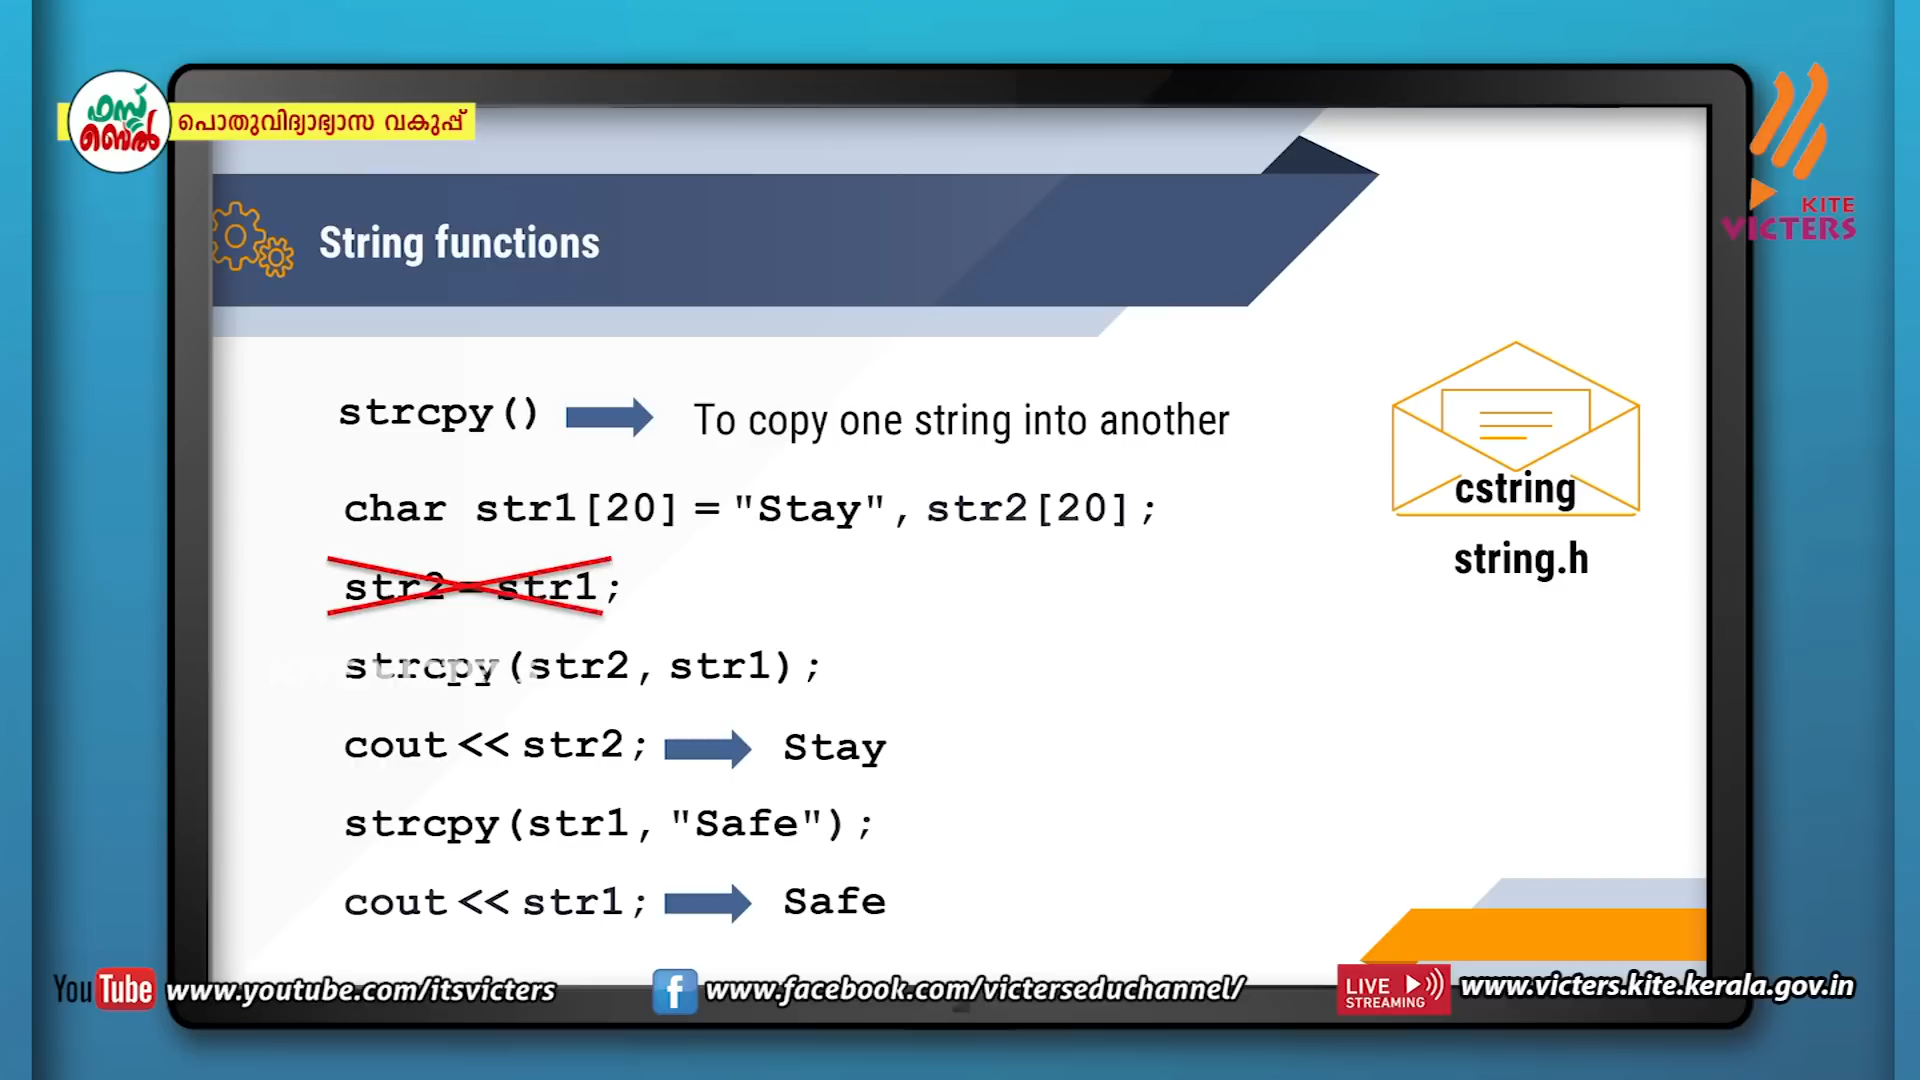 ഫസ്റ്റ്
ബെൽ
പൊതുവിദ്യാഭ്യാസ വകുപ്പ്
KITE
VICTERS
String functions
strcpy() To copy one string into another
char str1[20]="Stay", str2[20];
str2=str1;
strcpy(str2, str1);
cout << str2; Stay
strcpy(str1, "Safe");
cout << str1; Safe
cstring
string.h
YouTube www.youtube.com/itsvicters
f www.facebook.com/victerseduchannel/
LIVE STREAMING www.victers.kite.kerala.gov.in